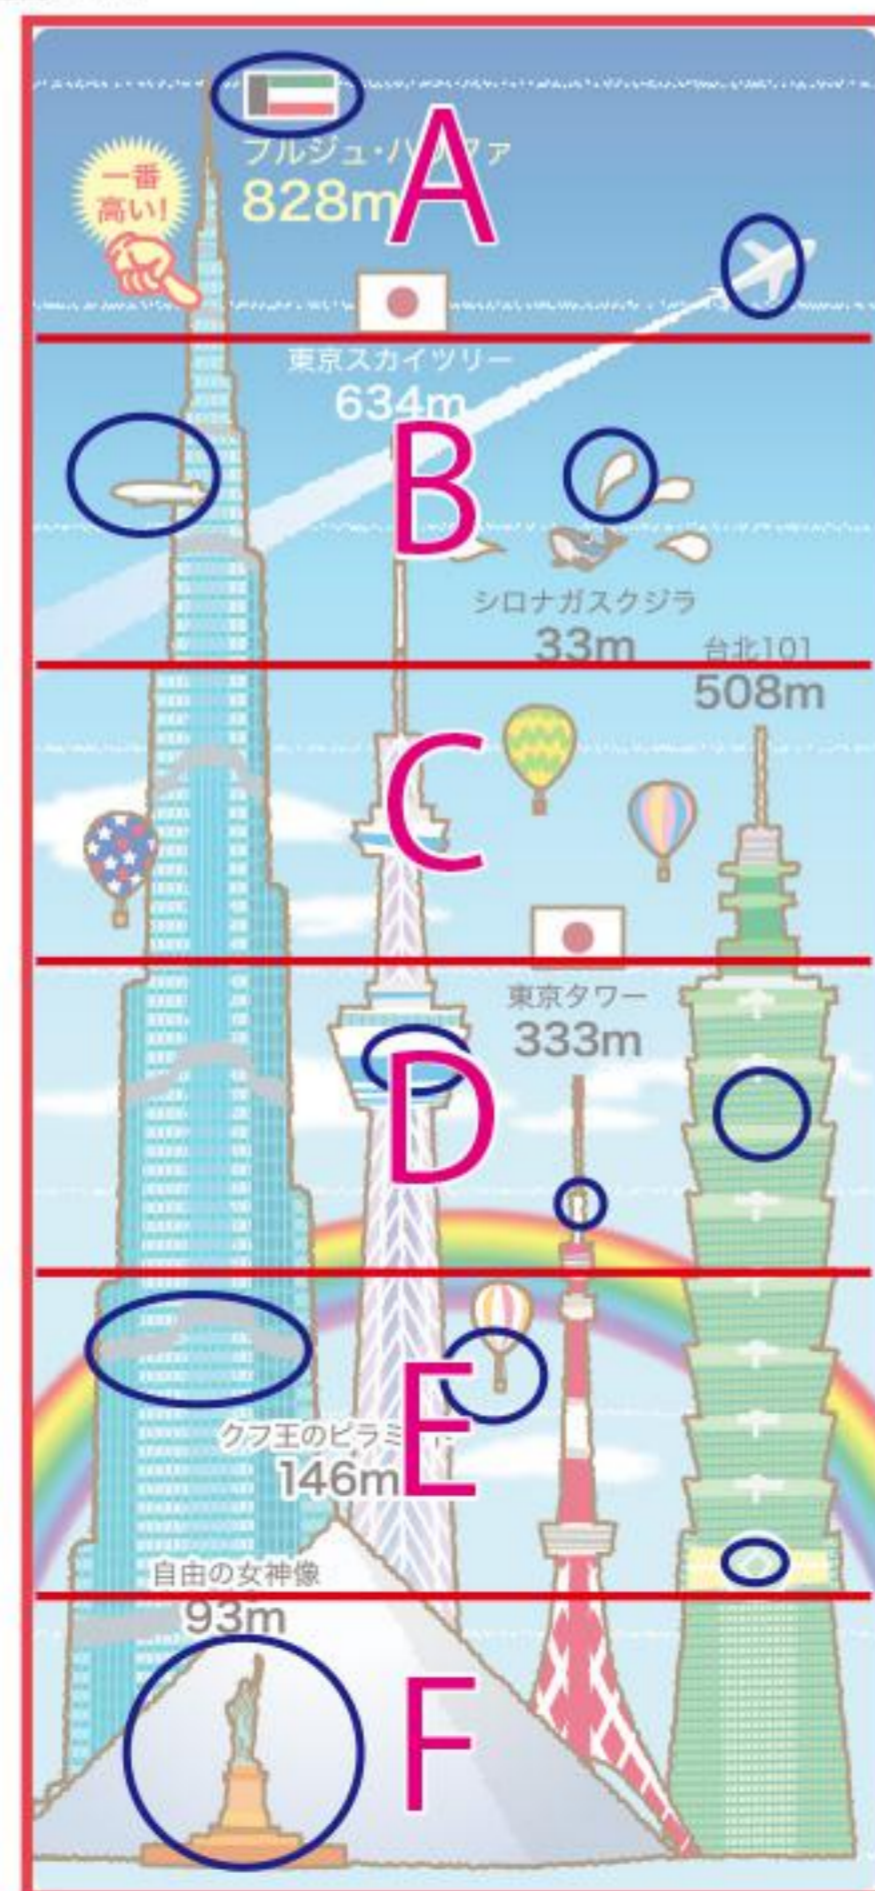 一番
高い!
ブルジュ・ハリファ
828m
A
東京スカイツリー
634m
B
シロナガスクジラ
33m
台北101
508m
C
東京タワー
333m
D
クフ王のピラミッド
146m
E
自由の女神像
93m
F